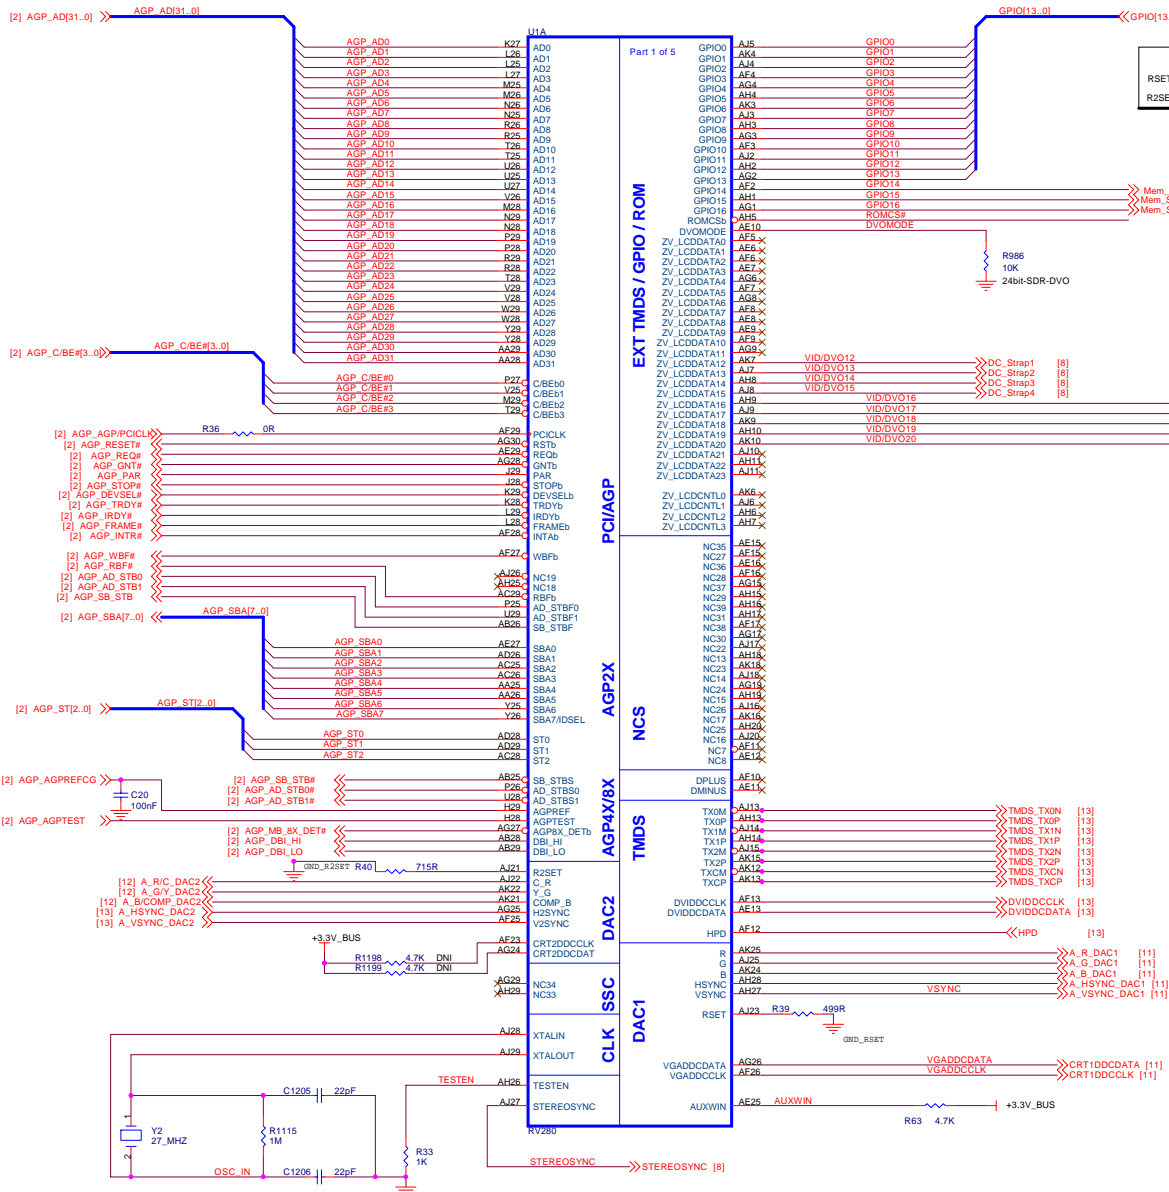 [2] AGP_AD[31..0]
AGP_AD[31..0]
GPIO[13..0]
GPIO[13
U1A
Part 1 of 5
AGP_AD0 K27 AD0
AGP_AD1 L26 AD1
AGP_AD2 L25 AD2
AGP_AD3 L27 AD3
AGP_AD4 M25 AD4
AGP_AD5 M26 AD5
AGP_AD6 N26 AD6
AGP_AD7 N25 AD7
AGP_AD8 R26 AD8
AGP_AD9 R25 AD9
AGP_AD10 T26 AD10
AGP_AD11 T25 AD11
AGP_AD12 U26 AD12
AGP_AD13 U25 AD13
AGP_AD14 U27 AD14
AGP_AD15 V26 AD15
AGP_AD16 M28 AD16
AGP_AD17 N29 AD17
AGP_AD18 N28 AD18
AGP_AD19 P29 AD19
AGP_AD20 P28 AD20
AGP_AD21 R29 AD21
AGP_AD22 R28 AD22
AGP_AD23 T28 AD23
AGP_AD24 V29 AD24
AGP_AD25 V28 AD25
AGP_AD26 W29 AD26
AGP_AD27 W28 AD27
AGP_AD28 Y29 AD28
AGP_AD29 Y28 AD29
AGP_AD30 AA29 AD30
AGP_AD31 AA28 AD31
[2] AGP_C/BE#[3..0]
AGP_C/BE#[3..0]
AGP_C/BE#0 P27 C/BEb0
AGP_C/BE#1 V25 C/BEb1
AGP_C/BE#2 M29 C/BEb2
AGP_C/BE#3 T29 C/BEb3
[2] AGP_AGP/PCICLK R36 0R AF29 PCICLK
[2] AGP_RESET# AG30 RSTb
[2] AGP_REQ# AE29 REQb
[2] AGP_GNT# AG28 GNTb
[2] AGP_PAR J29 PAR
[2] AGP_STOP# J28 STOPb
[2] AGP_DEVSEL# K29 DEVSELb
[2] AGP_TRDY# K28 TRDYb
[2] AGP_IRDY# L29 IRDYb
[2] AGP_FRAME# L28 FRAMEb
[2] AGP_INTR# AF28 INTAb
[2] AGP_WBF# AF27 WBFb
[2] AGP_RBF#
[2] AGP_AD_STB0
[2] AGP_AD_STB1
[2] AGP_SB_STB
AJ26 NC19
AH25 NC18
AC29 RBFb
P25 AD_STBF0
U29 AD_STBF1
AB26 SB_STBF
[2] AGP_SBA[7..0]
AGP_SBA[7..0]
AGP_SBA0 AE27 SBA0
AGP_SBA1 AD26 SBA1
AGP_SBA2 AC25 SBA2
AGP_SBA3 AC26 SBA3
AGP_SBA4 AA25 SBA4
AGP_SBA5 AA26 SBA5
AGP_SBA6 Y25 SBA6
AGP_SBA7 Y26 SBA7/IDSEL
[2] AGP_ST[2..0]
AGP_ST[2..0]
AGP_ST0 AD28 ST0
AGP_ST1 AD29 ST1
AGP_ST2 AC28 ST2
[2] AGP_AGPREFCG
C20
100nF
[2] AGP_SB_STB# AB25 SB_STBS
[2] AGP_AD_STB0# P26 AD_STBS0
[2] AGP_AD_STB1# U28 AD_STBS1
H29 AGPREF
[2] AGP_AGPTEST H28 AGPTEST
[2] AGP_MB_8X_DET# AG27 AGP8X_DETb
[2] AGP_DBI_HI AB28 DBI_HI
[2] AGP_DBI_LO AB29 DBI_LO
GND_R2SET R40 715R AJ21 R2SET
[12] A_R/C_DAC2 AJ22 C_R
[12] A_G/Y_DAC2 AK22 Y_G
[12] A_B/COMP_DAC2 AK21 COMP_B
[13] A_HSYNC_DAC2 AG25 H2SYNC
[13] A_VSYNC_DAC2 AF25 V2SYNC
+3.3V_BUS
AF23 CRT2DDCCLK
AG24 CRT2DDCDAT
R1198 4.7K DNI
R1199 4.7K DNI
AG29 NC34
AH29 NC33
AJ28 XTALIN
AJ29 XTALOUT
TESTEN AH26 TESTEN
AJ27 STEREOSYNC
RV280
C1205 22pF
1
Y2
27_MHZ
2
R1115
1M
OSC_IN C1206 22pF
R33
1K
STEREOSYNC STEREOSYNC [8]
PCI/AGP
AGP2X
AGP4X/8X
DAC2
SSC
CLK
EXT TMDS / GPIO / ROM
NCS
TMDS
DAC1
GPIO0 AJ5 GPIO0
GPIO1 AK4 GPIO1
GPIO2 AJ4 GPIO2
GPIO3 AF4 GPIO3
GPIO4 AG4 GPIO4
GPIO5 AH4 GPIO5
GPIO6 AK3 GPIO6
GPIO7 AJ3 GPIO7
GPIO8 AH3 GPIO8
GPIO9 AG3 GPIO9
GPIO10 AF3 GPIO10
GPIO11 AJ2 GPIO11
GPIO12 AH2 GPIO12
GPIO13 AG2 GPIO13
GPIO14 AF2 GPIO14
GPIO15 AH1 GPIO15
GPIO16 AG1 GPIO16
ROMCSb AH5 ROMCS#
DVOMODE AE10 DVOMODE
RSET
R2SE
Mem_
Mem_S
Mem_S
R986
10K
24bit-SDR-DVO
ZV_LCDDATA0 AF5
ZV_LCDDATA1 AE6
ZV_LCDDATA2 AF6
ZV_LCDDATA3 AE7
ZV_LCDDATA4 AG6
ZV_LCDDATA5 AF7
ZV_LCDDATA6 AG8
ZV_LCDDATA7 AF8
ZV_LCDDATA8 AE8
ZV_LCDDATA9 AE9
ZV_LCDDATA10 AF9
ZV_LCDDATA11 AG9
ZV_LCDDATA12 AK7 VID/DVO12 DC_Strap1 [8]
ZV_LCDDATA13 AJ7 VID/DVO13 DC_Strap2 [8]
ZV_LCDDATA14 AH8 VID/DVO14 DC_Strap3 [8]
ZV_LCDDATA15 AJ8 VID/DVO15 DC_Strap4 [8]
ZV_LCDDATA16 AH9 VID/DVO16
ZV_LCDDATA17 AJ9 VID/DVO17
ZV_LCDDATA18 AK9 VID/DVO18
ZV_LCDDATA19 AH10 VID/DVO19
ZV_LCDDATA20 AK10 VID/DVO20
ZV_LCDDATA21 AJ10
ZV_LCDDATA22 AH11
ZV_LCDDATA23 AJ11
ZV_LCDCNTL0 AK6
ZV_LCDCNTL1 AJ6
ZV_LCDCNTL2 AH6
ZV_LCDCNTL3 AH7
NC35 AE15
NC27 AF15
NC36 AE16
NC28 AF16
NC37 AG15
NC29 AH15
NC39 AH16
NC31 AH17
NC38 AF17
NC30 AG17
NC22 AJ17
NC13 AH18
NC23 AK18
NC14 AJ18
NC24 AG19
NC15 AH19
NC26 AJ16
NC17 AK16
NC25 AH20
NC16 AJ20
NC7 AF11
NC8 AE12
DPLUS AF10
DMINUS AE11
TX0M AJ13 TMDS_TX0N [13]
TX0P AH13 TMDS_TX0P [13]
TX1M AJ14 TMDS_TX1N [13]
TX1P AH14 TMDS_TX1P [13]
TX2M AJ15 TMDS_TX2N [13]
TX2P AK15 TMDS_TX2P [13]
TXCM AK12 TMDS_TXCN [13]
TXCP AK13 TMDS_TXCP [13]
DVIDDCCLK AF13 DVIDDCCLK [13]
DVIDDCDATA AE13 DVIDDCDATA [13]
HPD AF12 HPD [13]
R AK25 A_R_DAC1 [11]
G AJ25 A_G_DAC1 [11]
B AK24 A_B_DAC1 [11]
HSYNC AH28 A_HSYNC_DAC1 [11]
VSYNC AH27 VSYNC A_VSYNC_DAC1 [11]
RSET AJ23 R39 499R
GND_RSET
VGADDCDATA AG26 VGADDCDATA CRT1DDCDATA [11]
VGADDCCLK AF26 VGADDCCLK CRT1DDCCLK [11]
AUXWIN AE25 AUXWIN +3.3V_BUS
R63 4.7K